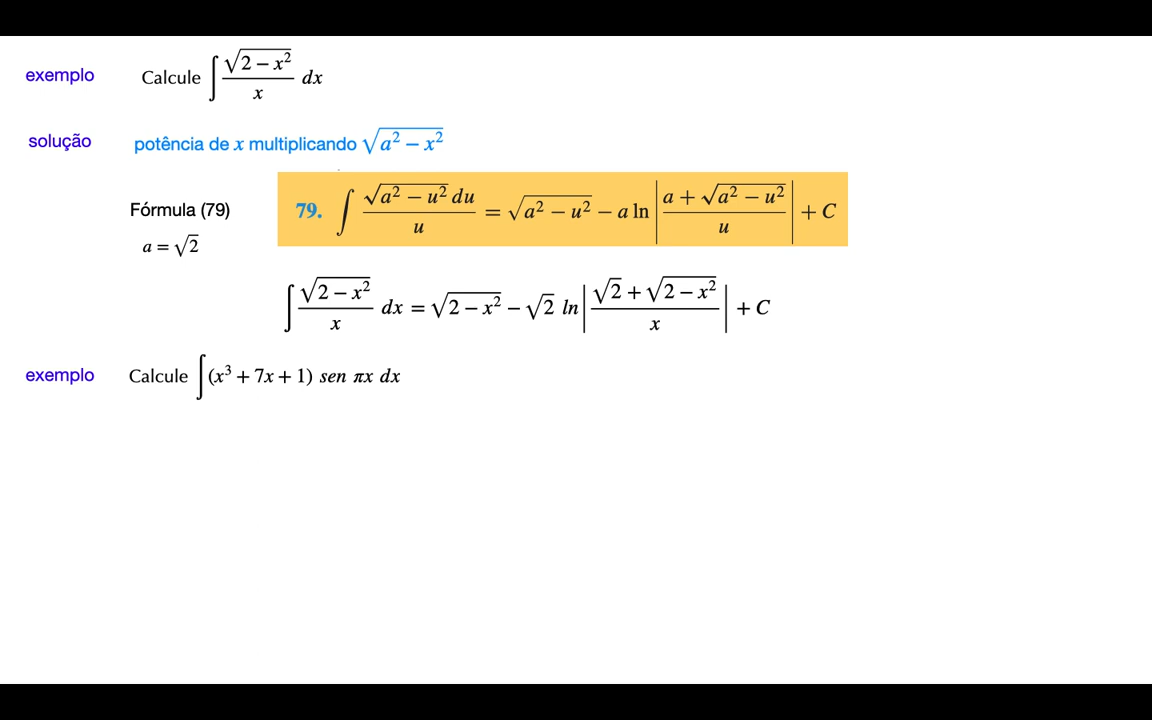 exemplo Calcule ∫ √(2 − x²) / x dx
solução potência de x multiplicando √(a² − x²)
Fórmula (79) 79. ∫ √(a² − u²) du / u = √(a² − u²) − a ln | (a + √(a² − u²)) / u | + C
a = √2
∫ √(2 − x²) / x dx = √(2 − x²) − √2 ln | (√2 + √(2 − x²)) / x | + C
exemplo Calcule ∫ (x³ + 7x + 1) sen πx dx